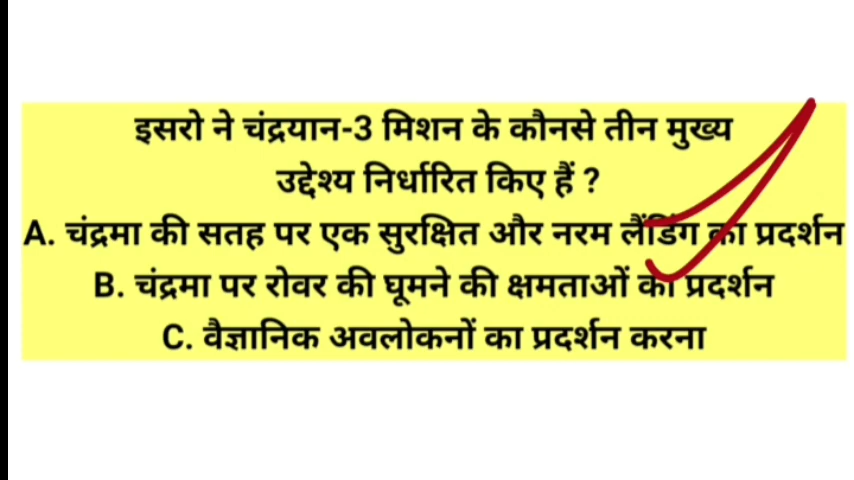 इसरो ने चंद्रयान-3 मिशन के कौनसे तीन मुख्य
उद्देश्य निर्धारित किए हैं ?
A. चंद्रमा की सतह पर एक सुरक्षित और नरम लैंडिंग का प्रदर्शन
B. चंद्रमा पर रोवर की घूमने की क्षमताओं का प्रदर्शन
C. वैज्ञानिक अवलोकनों का प्रदर्शन करना